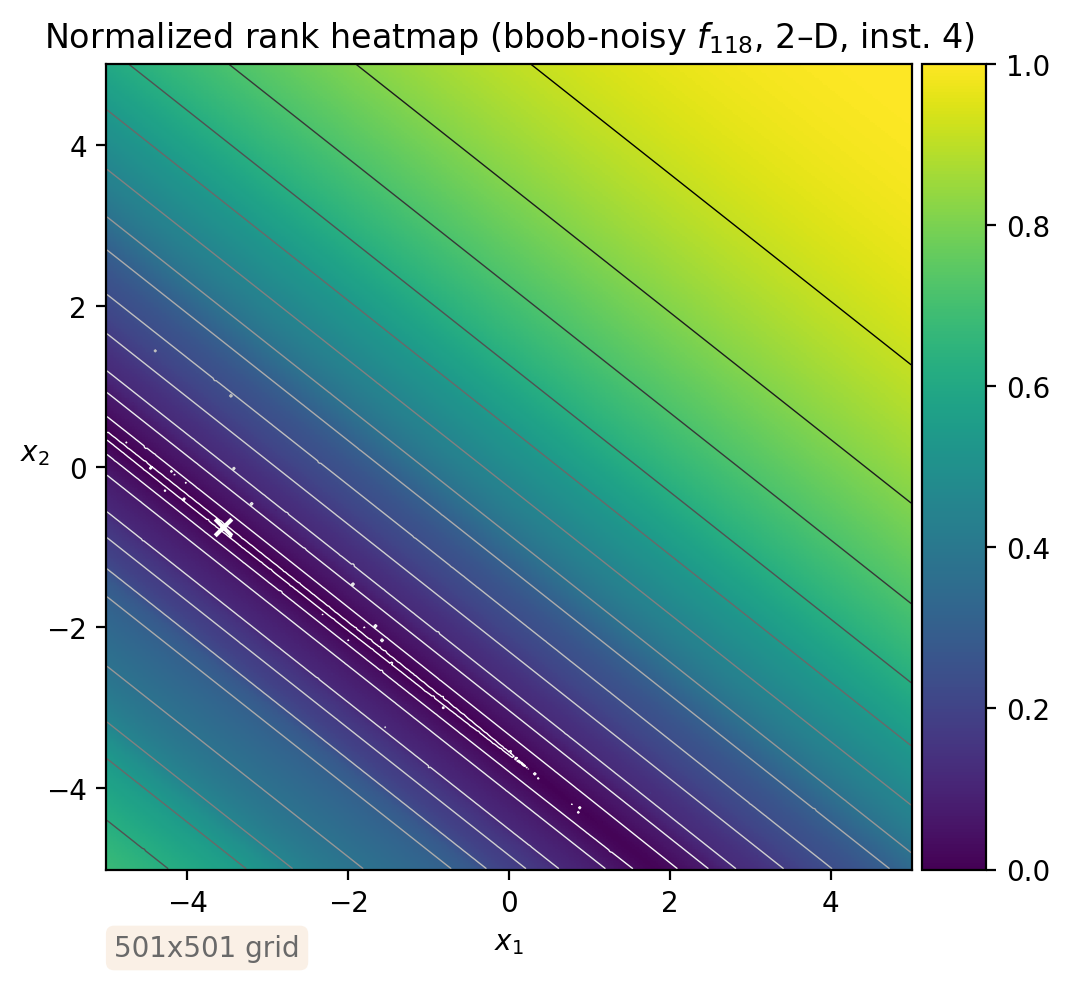 Normalized rank heatmap (bbob-noisy f₁₁₈, 2–D, inst. 4)
1.0
0.8
0.6
0.4
0.2
0.0
4
2
0
−2
−4
x₂
−4 −2 0 2 4
x₁
501x501 grid